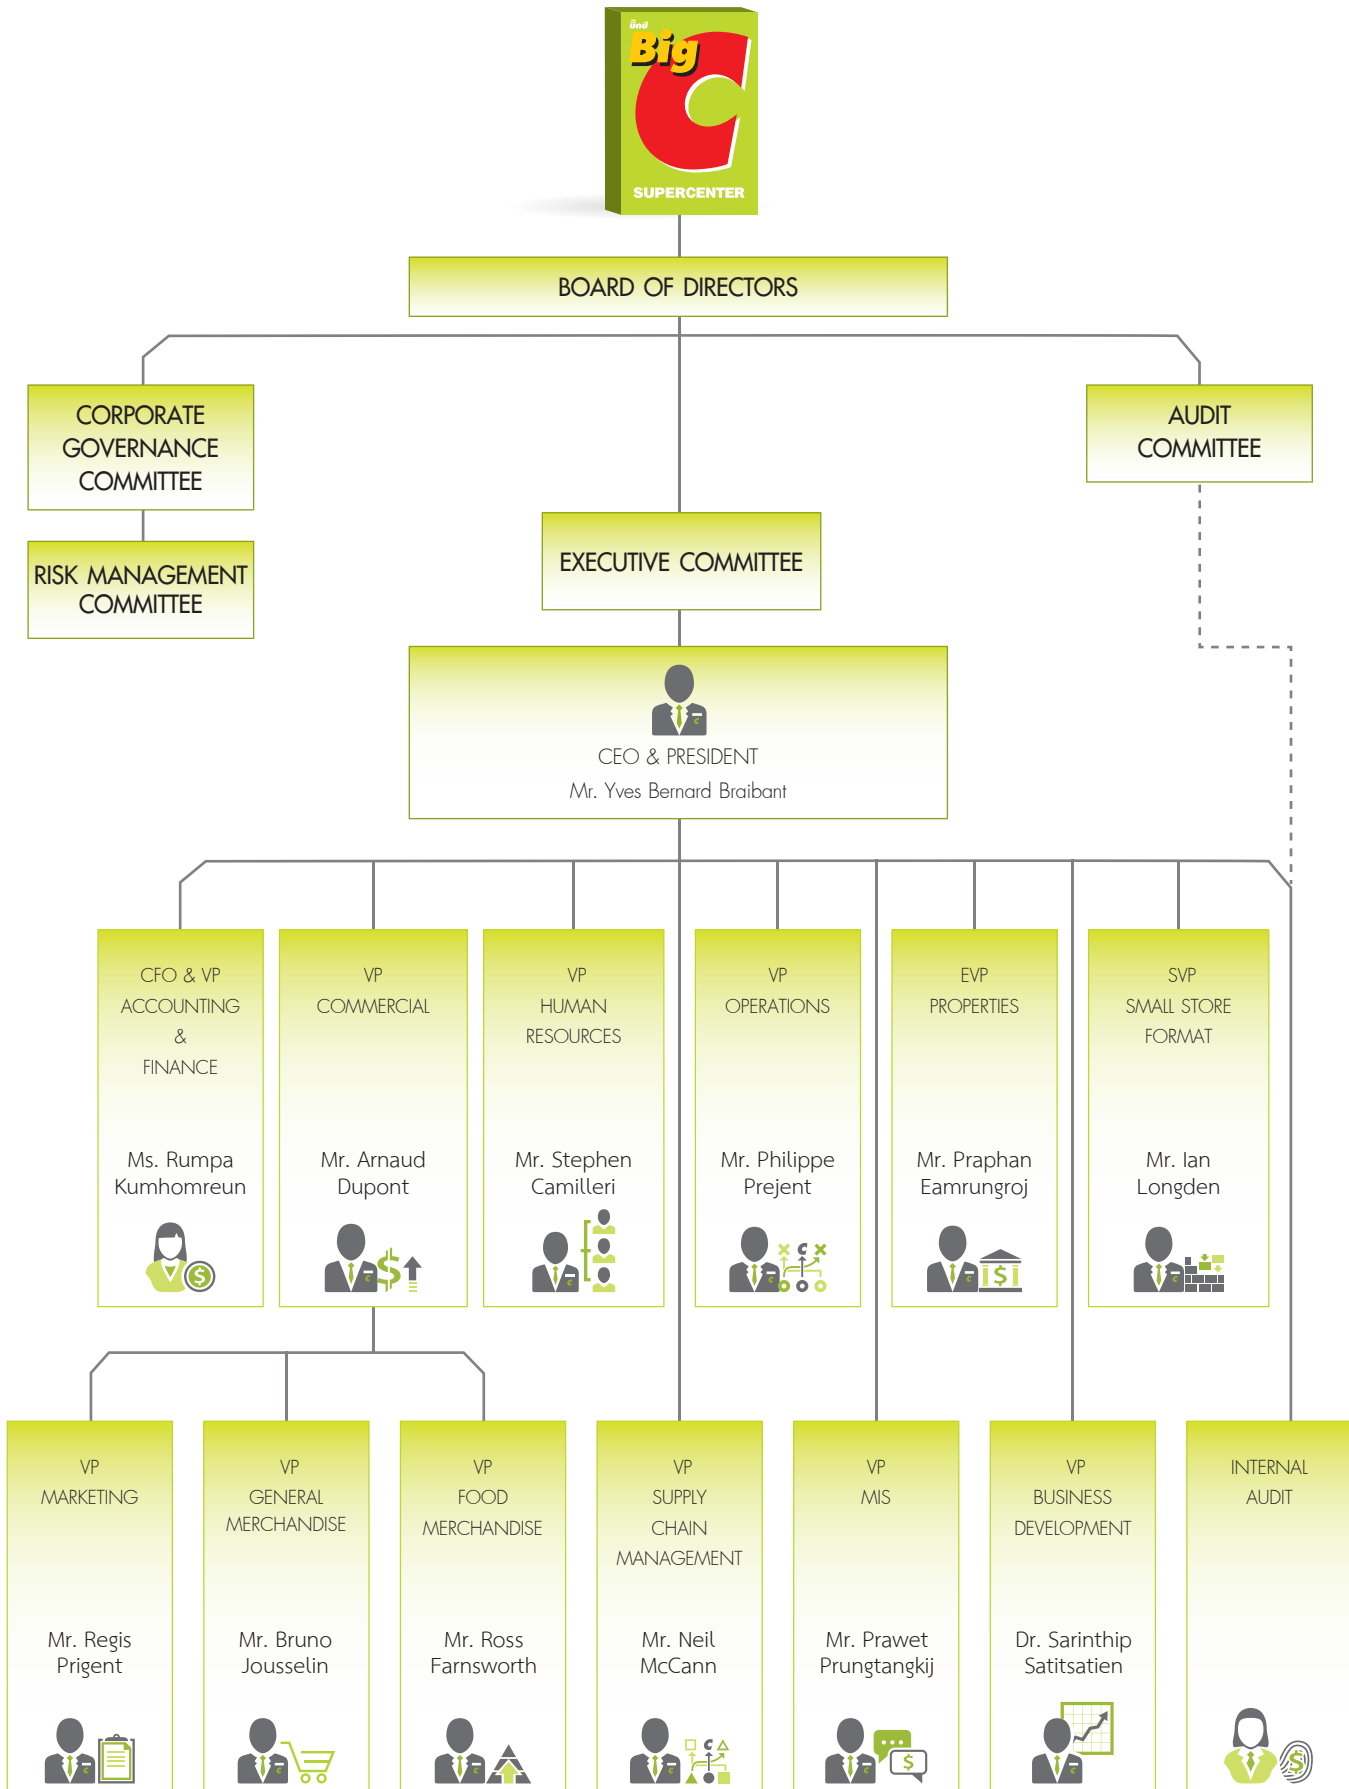 บิ๊กซี
Big
C
SUPERCENTER
BOARD OF DIRECTORS
CORPORATE
GOVERNANCE
COMMITTEE
AUDIT
COMMITTEE
EXECUTIVE COMMITTEE
RISK MANAGEMENT
COMMITTEE
CEO & PRESIDENT
Mr. Yves Bernard Braibant
CFO & VP
ACCOUNTING
&
FINANCE
Ms. Rumpa
Kumhomreun
VP
COMMERCIAL
Mr. Arnaud
Dupont
VP
HUMAN
RESOURCES
Mr. Stephen
Camilleri
VP
OPERATIONS
Mr. Philippe
Prejent
EVP
PROPERTIES
Mr. Praphan
Eamrungroj
SVP
SMALL STORE
FORMAT
Mr. Ian
Longden
VP
MARKETING
Mr. Regis
Prigent
VP
GENERAL
MERCHANDISE
Mr. Bruno
Jousselin
VP
FOOD
MERCHANDISE
Mr. Ross
Farnsworth
VP
SUPPLY
CHAIN
MANAGEMENT
Mr. Neil
McCann
VP
MIS
Mr. Prawet
Prungtangkij
VP
BUSINESS
DEVELOPMENT
Dr. Sarinthip
Satitsatien
INTERNAL
AUDIT